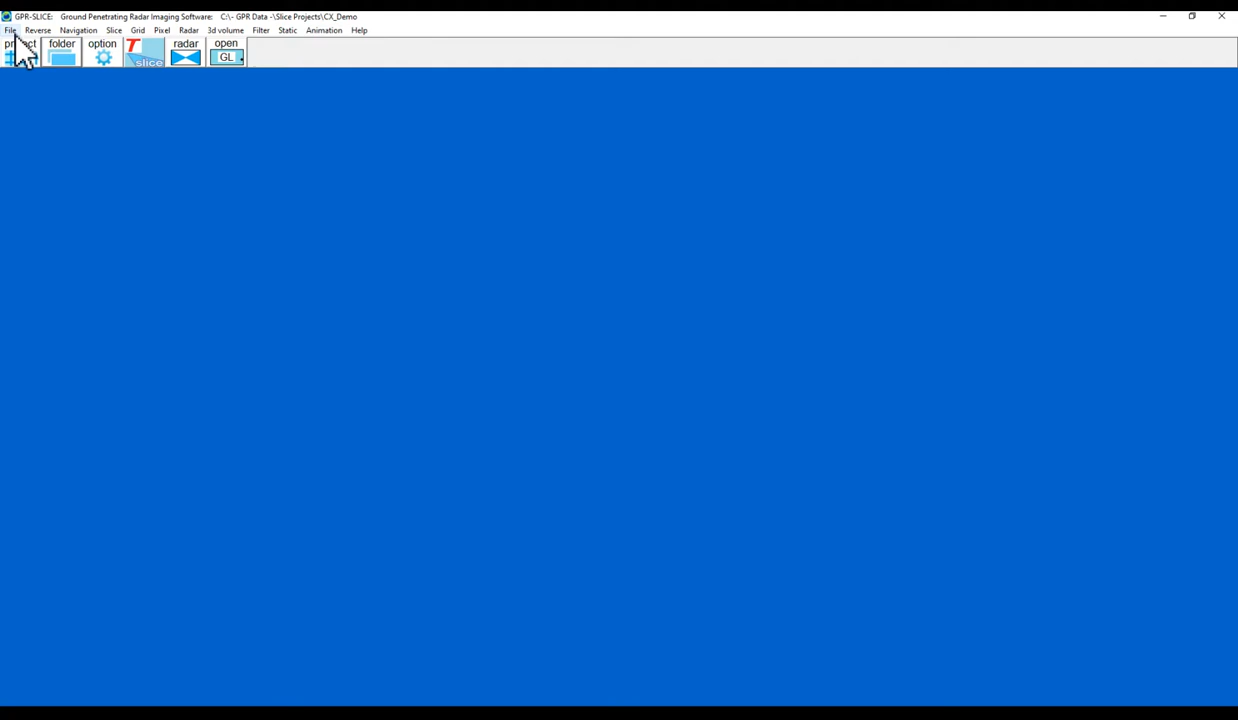 GPR-SLICE: Ground Penetrating Radar Imaging Software: C:\- GPR Data -\Slice Projects\CX_Demo
File Reverse Navigation Slice Grid Pixel Radar 3d volume Filter Static Animation Help
folder option T slice radar open GL